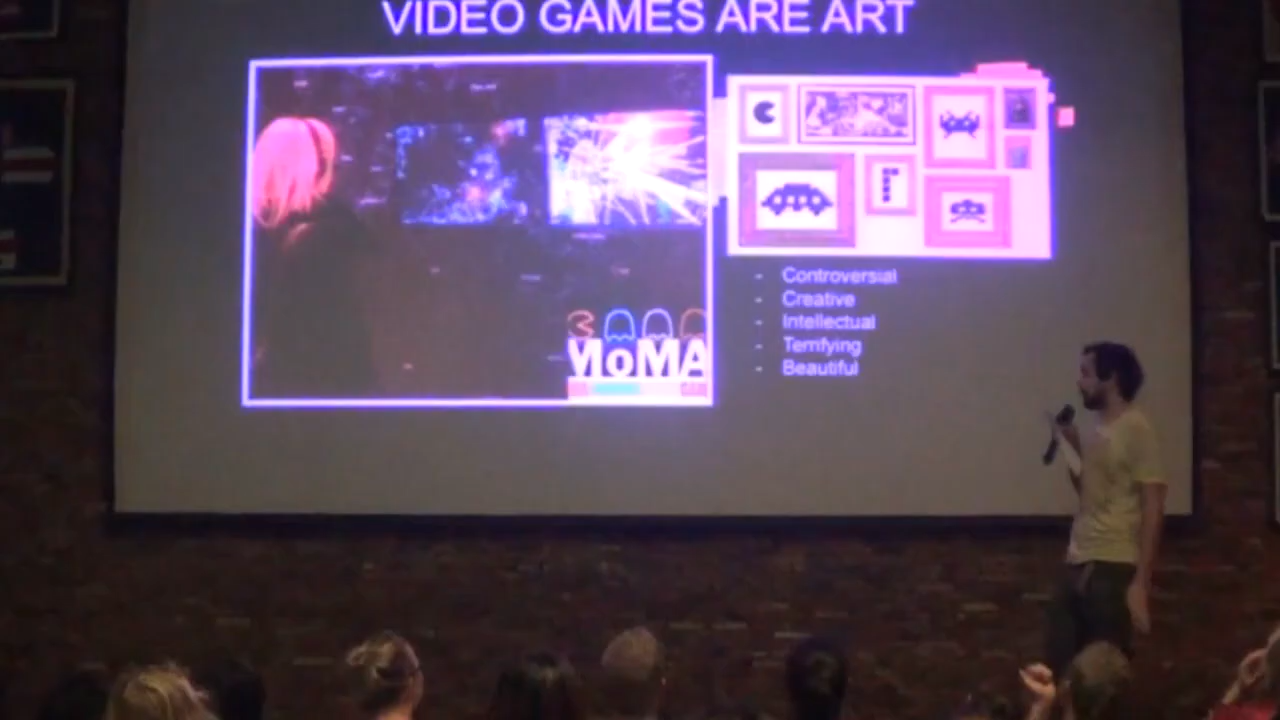 VIDEO GAMES ARE ART
- Controversial
- Creative
- Intellectual
- Terrifying
- Beautiful
MoMA